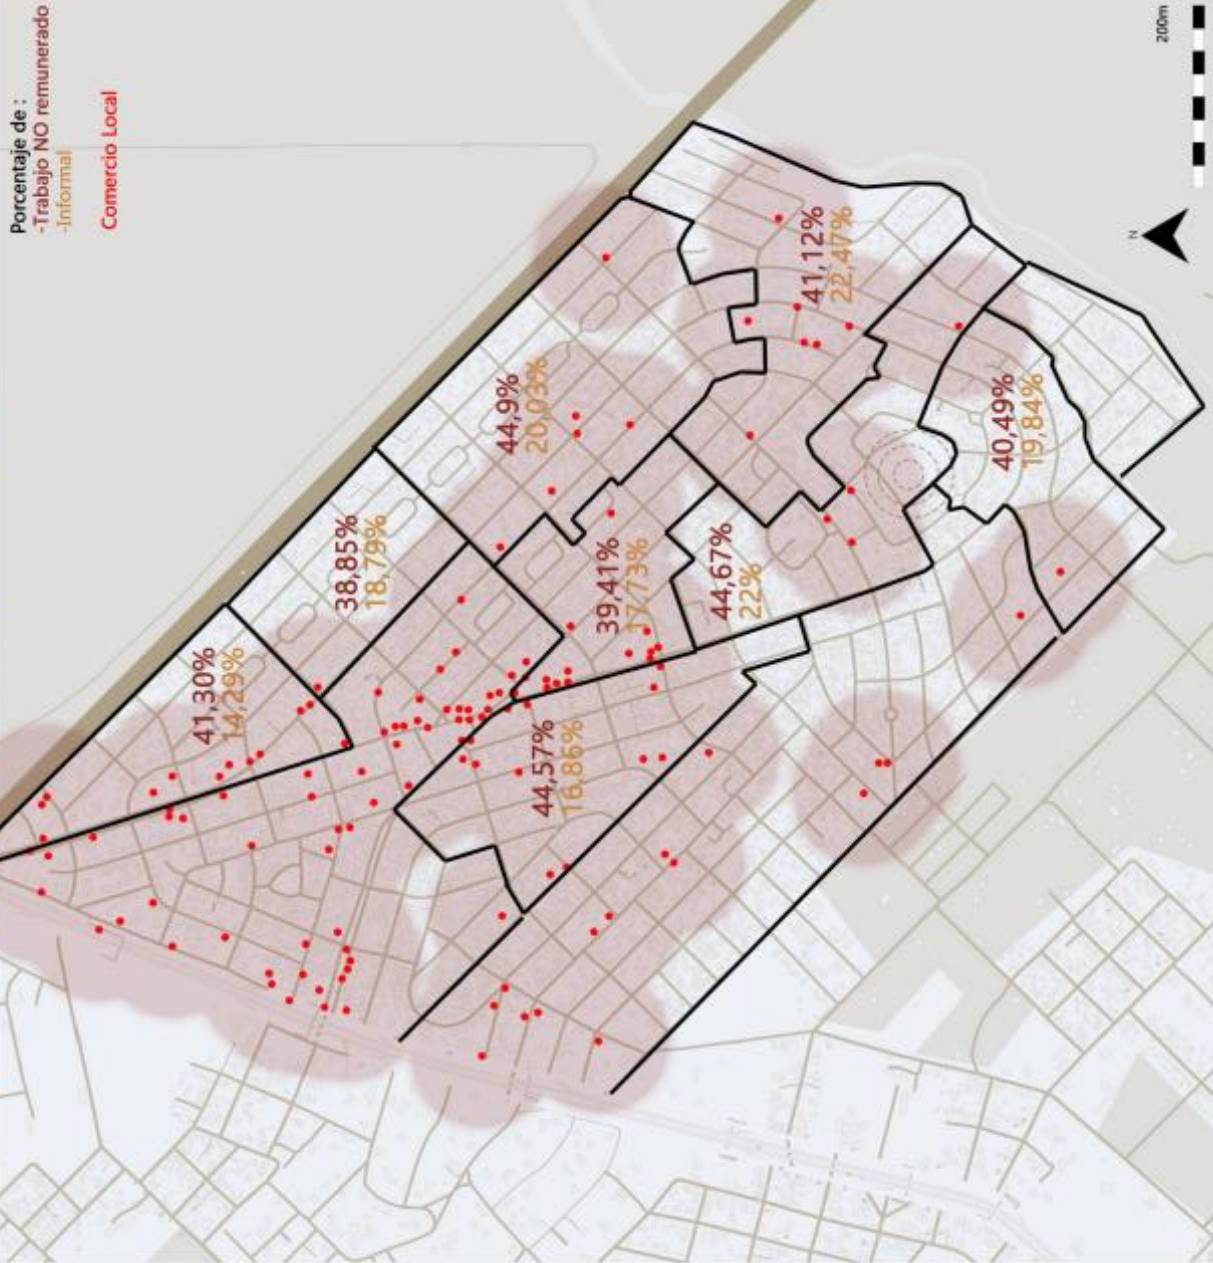 Porcentaje de :
-Trabajo NO remunerado
-Informal
Comercio Local
200m
N
41,30%
14,29%
38,85%
18,79%
44,9%
20,03%
41,12%
22,47%
39,41%
17,73%
44,67%
22%
40,49%
19,84%
44,57%
16,86%